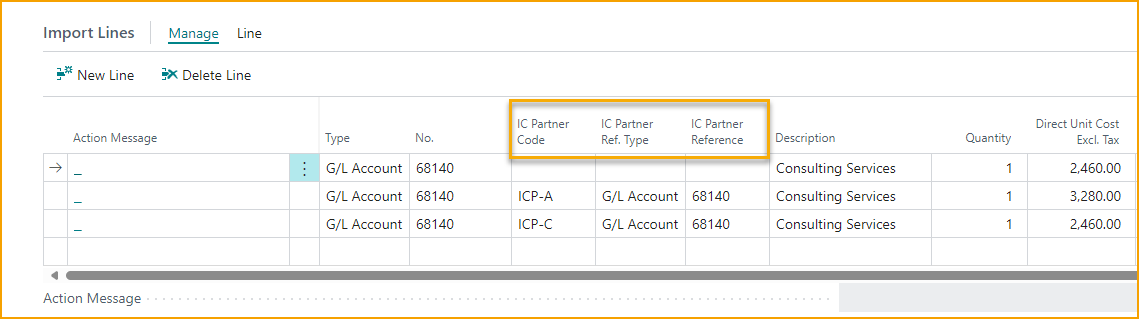 Import Lines Manage Line
New Line Delete Line
Action Message Type No. IC Partner Code IC Partner Ref. Type IC Partner Reference Description Quantity Direct Unit Cost Excl. Tax
_ G/L Account 68140 Consulting Services 1 2,460.00
_ G/L Account 68140 ICP-A G/L Account 68140 Consulting Services 1 3,280.00
_ G/L Account 68140 ICP-C G/L Account 68140 Consulting Services 1 2,460.00
Action Message